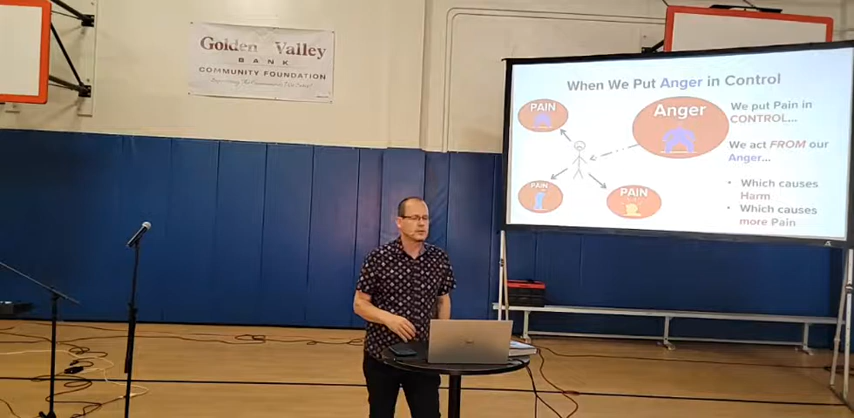 Golden Valley
BANK
COMMUNITY FOUNDATION
When We Put Anger in Control
PAIN
Anger
We put Pain in
CONTROL...
We act FROM our
Anger...
PAIN
PAIN
• Which causes
Harm
• Which causes
more Pain